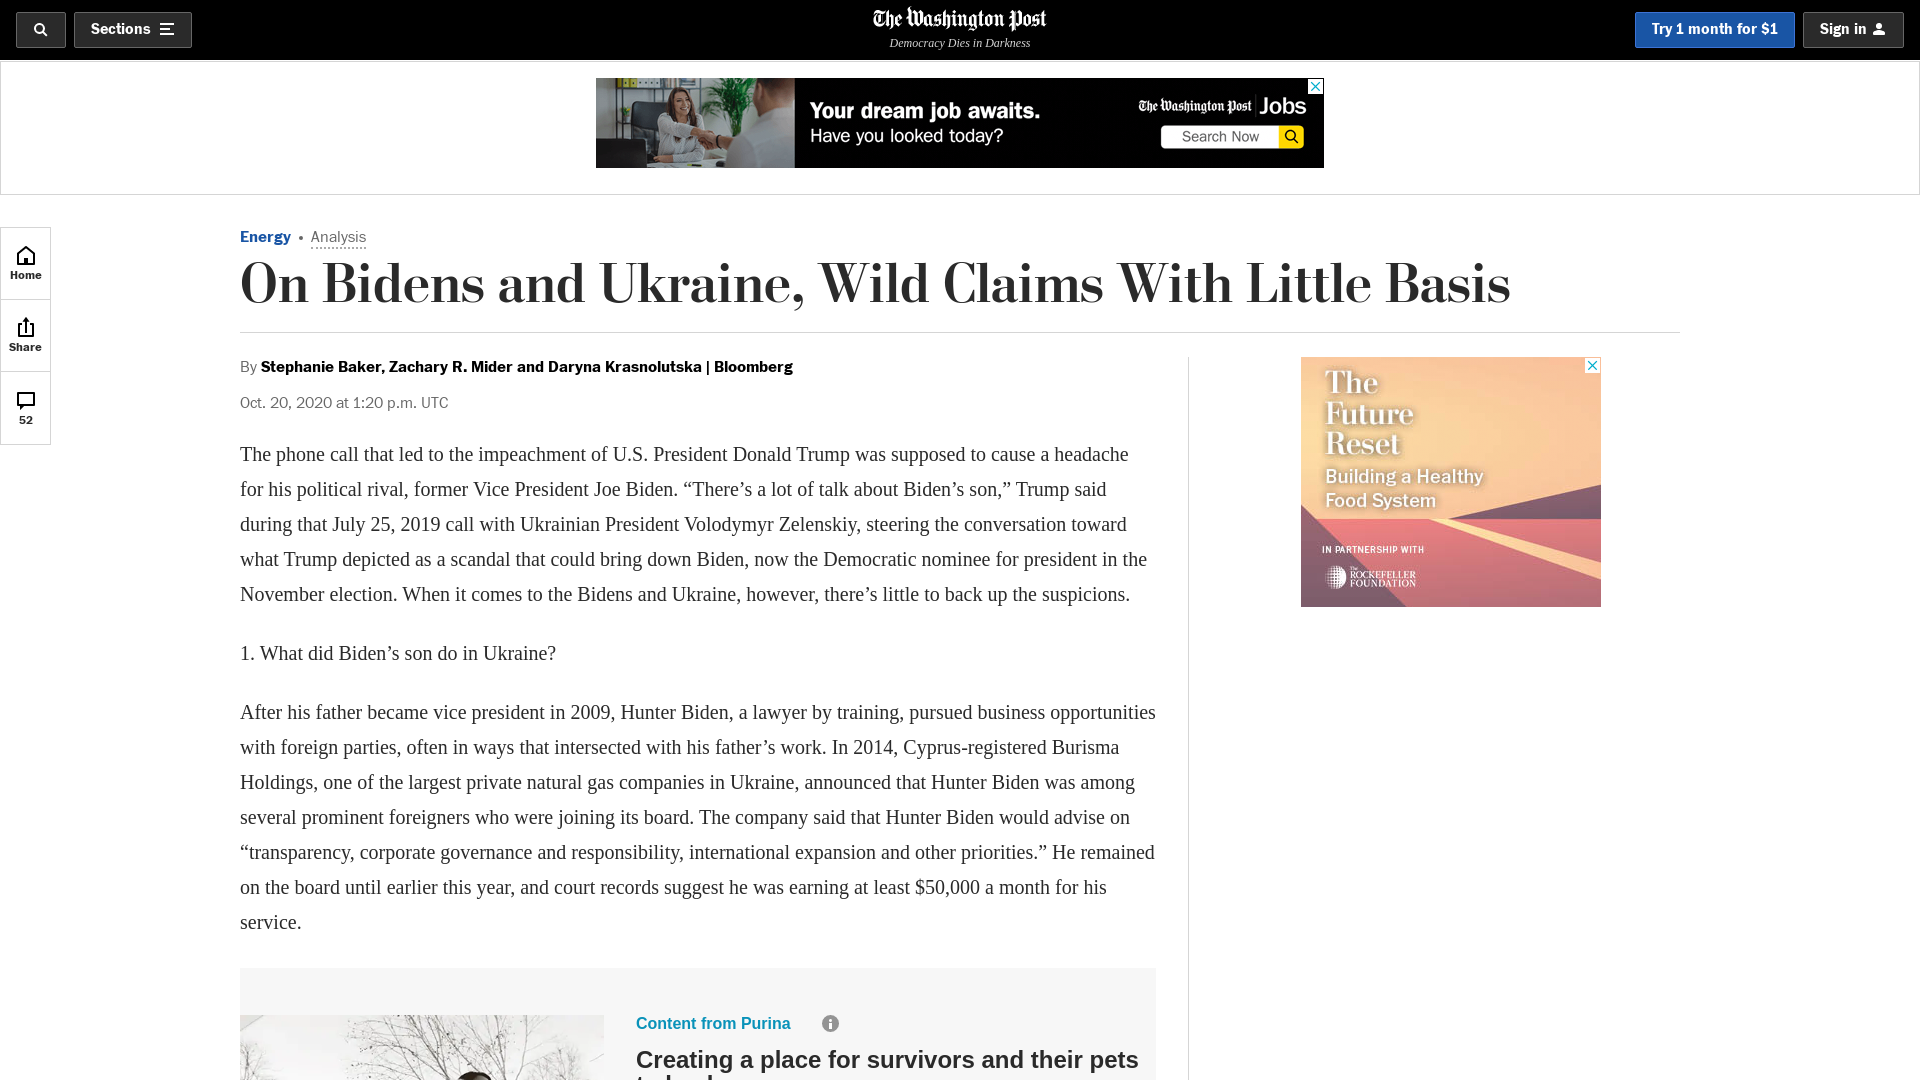 Sections
The Washington Post
Democracy Dies in Darkness
Try 1 month for $1
Sign in
Your dream job awaits.
Have you looked today?
The Washington Post Jobs
Search Now
Home
Share
52
Energy • Analysis
On Bidens and Ukraine, Wild Claims With Little Basis
By Stephanie Baker, Zachary R. Mider and Daryna Krasnolutska | Bloomberg
Oct. 20, 2020 at 1:20 p.m. UTC
The phone call that led to the impeachment of U.S. President Donald Trump was supposed to cause a headache
for his political rival, former Vice President Joe Biden. “There’s a lot of talk about Biden’s son,” Trump said
during that July 25, 2019 call with Ukrainian President Volodymyr Zelenskiy, steering the conversation toward
what Trump depicted as a scandal that could bring down Biden, now the Democratic nominee for president in the
November election. When it comes to the Bidens and Ukraine, however, there’s little to back up the suspicions.
1. What did Biden’s son do in Ukraine?
After his father became vice president in 2009, Hunter Biden, a lawyer by training, pursued business opportunities
with foreign parties, often in ways that intersected with his father’s work. In 2014, Cyprus-registered Burisma
Holdings, one of the largest private natural gas companies in Ukraine, announced that Hunter Biden was among
several prominent foreigners who were joining its board. The company said that Hunter Biden would advise on
“transparency, corporate governance and responsibility, international expansion and other priorities.” He remained
on the board until earlier this year, and court records suggest he was earning at least $50,000 a month for his
service.
The
Future
Reset
Building a Healthy
Food System
IN PARTNERSHIP WITH
The
ROCKEFELLER
FOUNDATION
Content from Purina
Creating a place for survivors and their pets